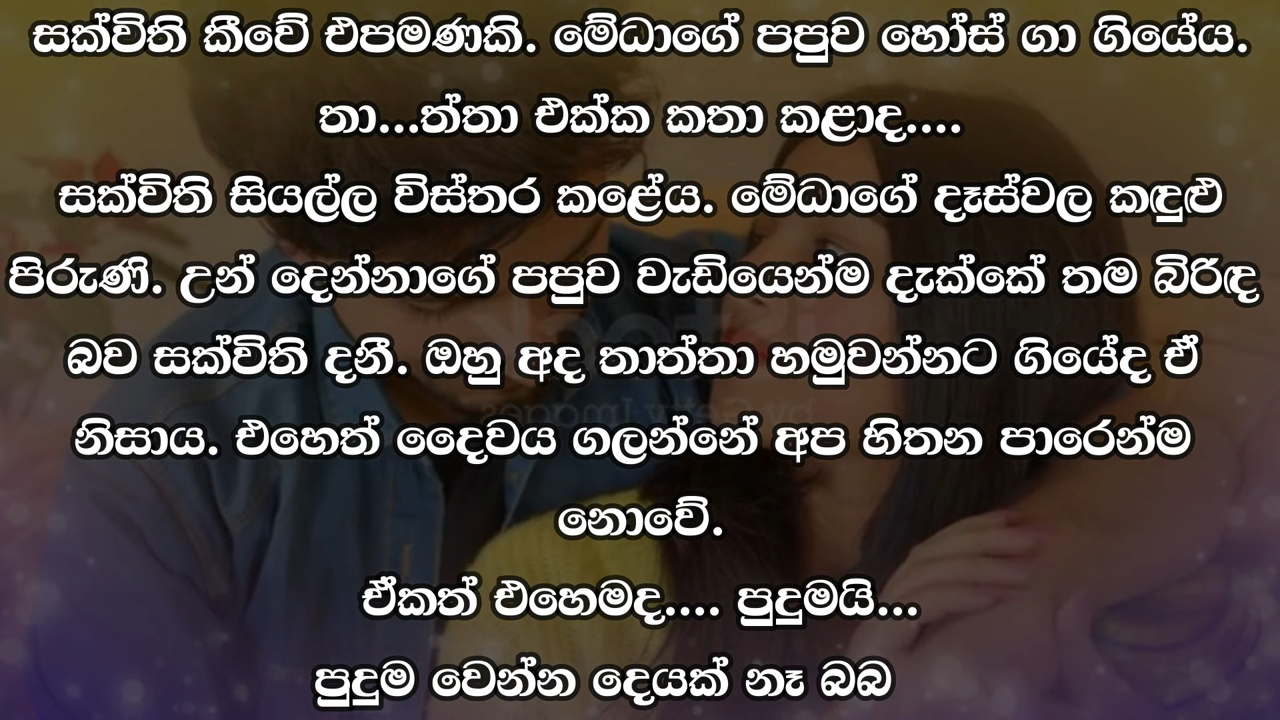 සක්විති කීවේ එපමණකි. මේධාගේ පපුව හෝස් ගා ගියේය.
තා...ත්තා එක්ක කතා කළාද....
සක්විති සියල්ල විස්තර කළේය. මේධාගේ දෑස්වල කඳුළු
පිරුණි. උන් දෙන්නාගේ පපුව වැඩියෙන්ම දැක්කේ තම බිරිඳ
බව සක්විති දනී. ඔහු අද තාත්තා හමුවන්නට ගියේද ඒ
නිසාය. එහෙත් දෛවය ගලන්නේ අප හිතන පාරෙන්ම
නොවේ.
ඒකත් එහෙමද.... පුදුමයි...
පුදුම වෙන්න දෙයක් නෑ බබ